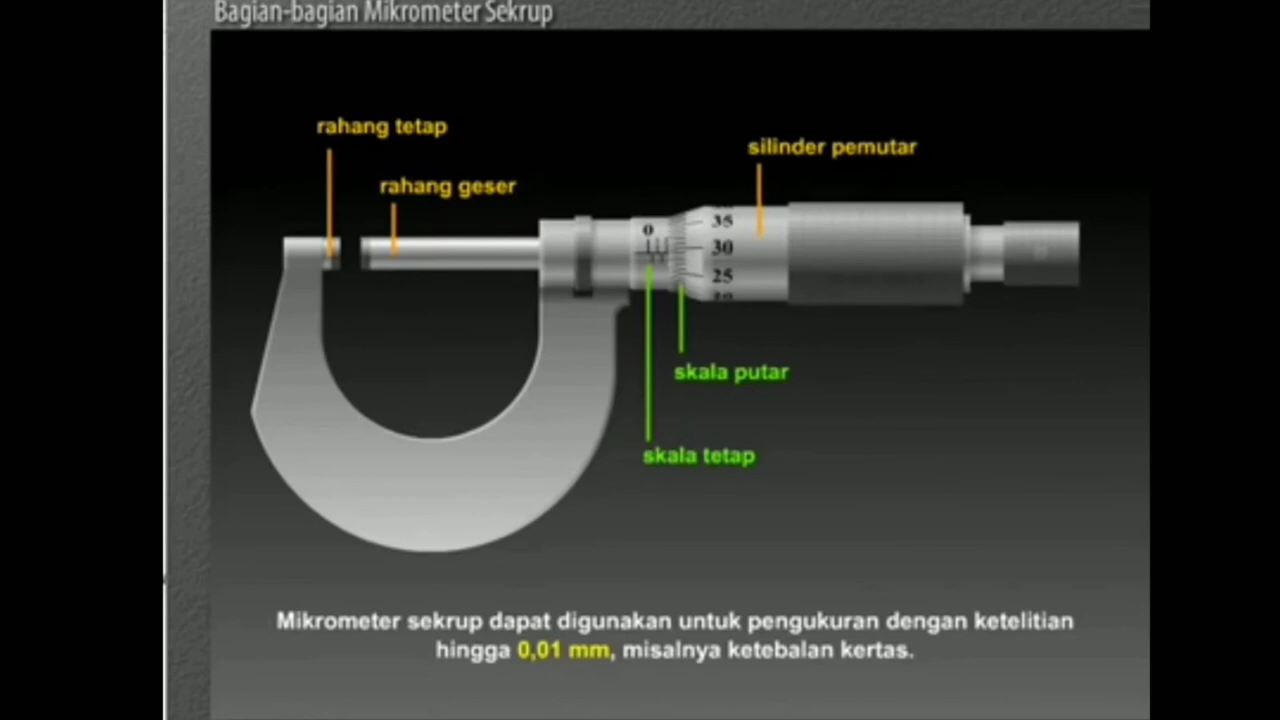 Bagian-bagian Mikrometer Sekrup
rahang tetap
silinder pemutar
rahang geser
0
35
30
25
skala putar
skala tetap
Mikrometer sekrup dapat digunakan untuk pengukuran dengan ketelitian
hingga 0,01 mm, misalnya ketebalan kertas.